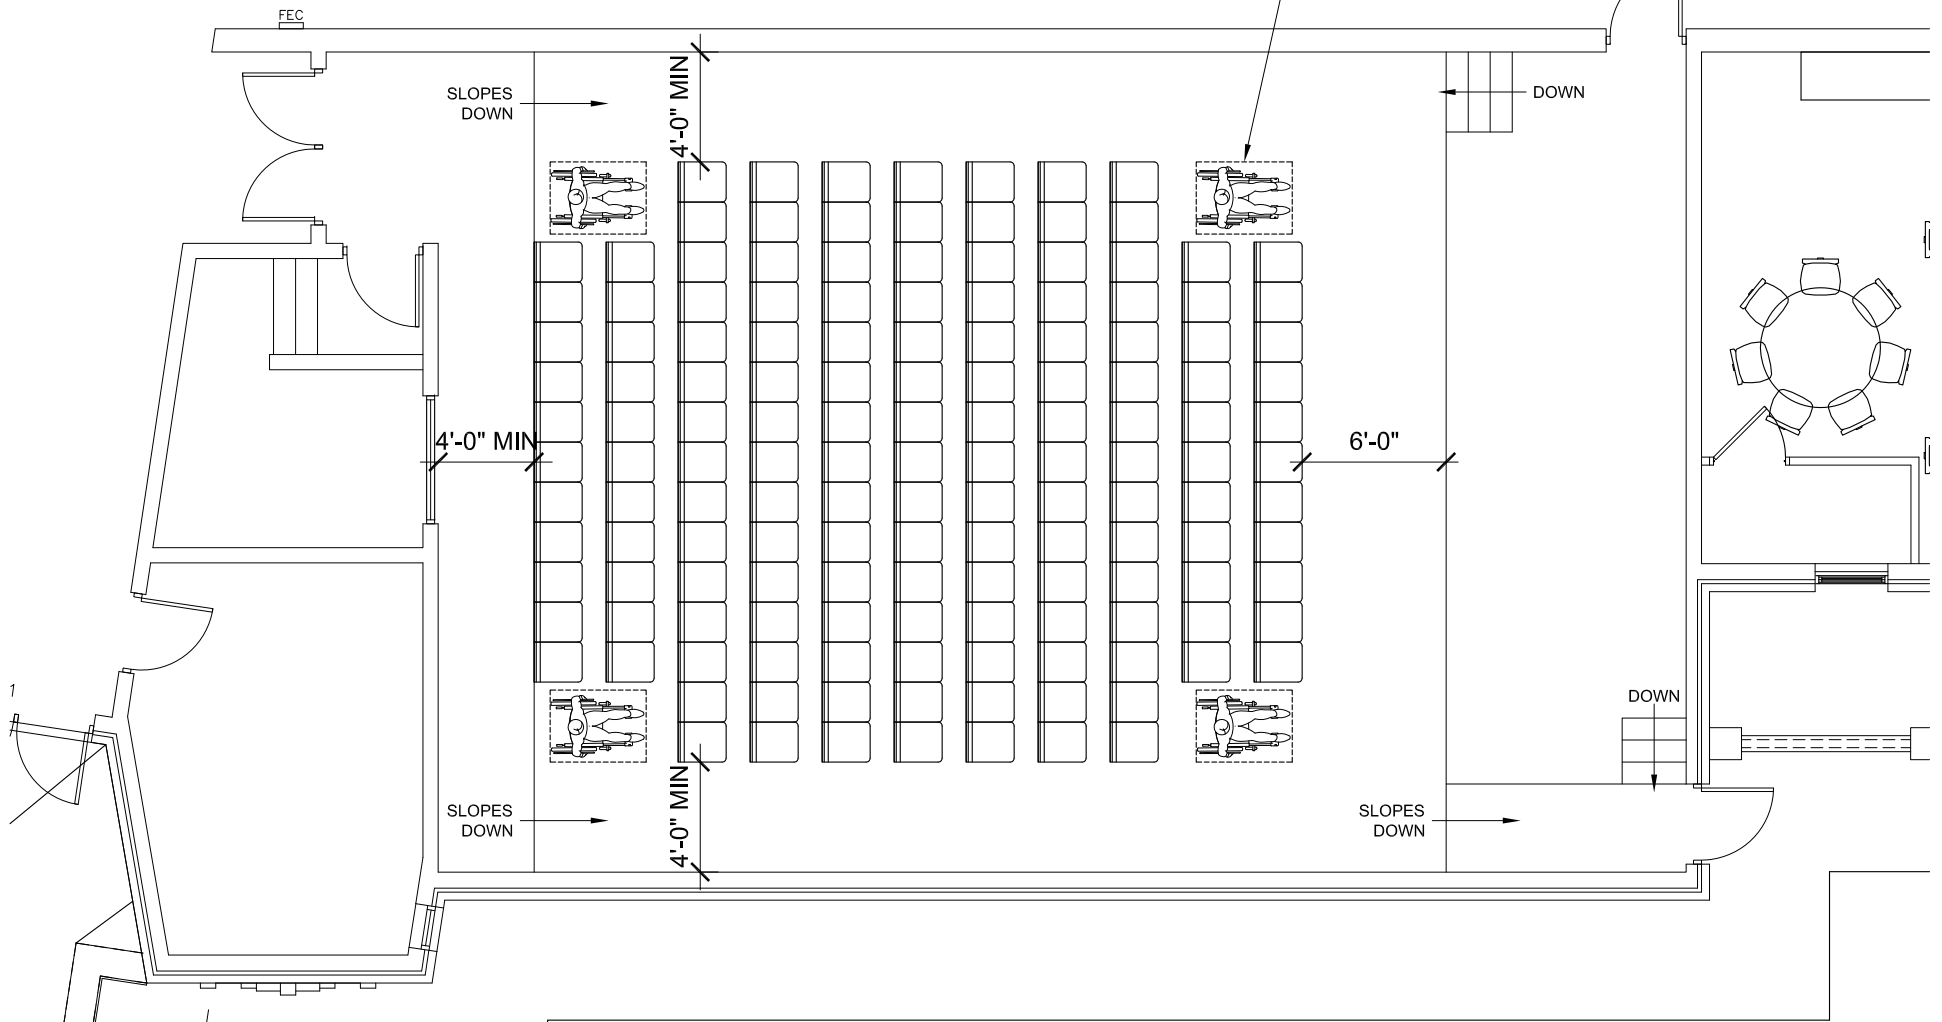 FEC
4'-0" MIN
SLOPES
DOWN
DOWN
4'-0" MIN
6'-0"
1
DOWN
4'-0" MIN
SLOPES
DOWN
SLOPES
DOWN